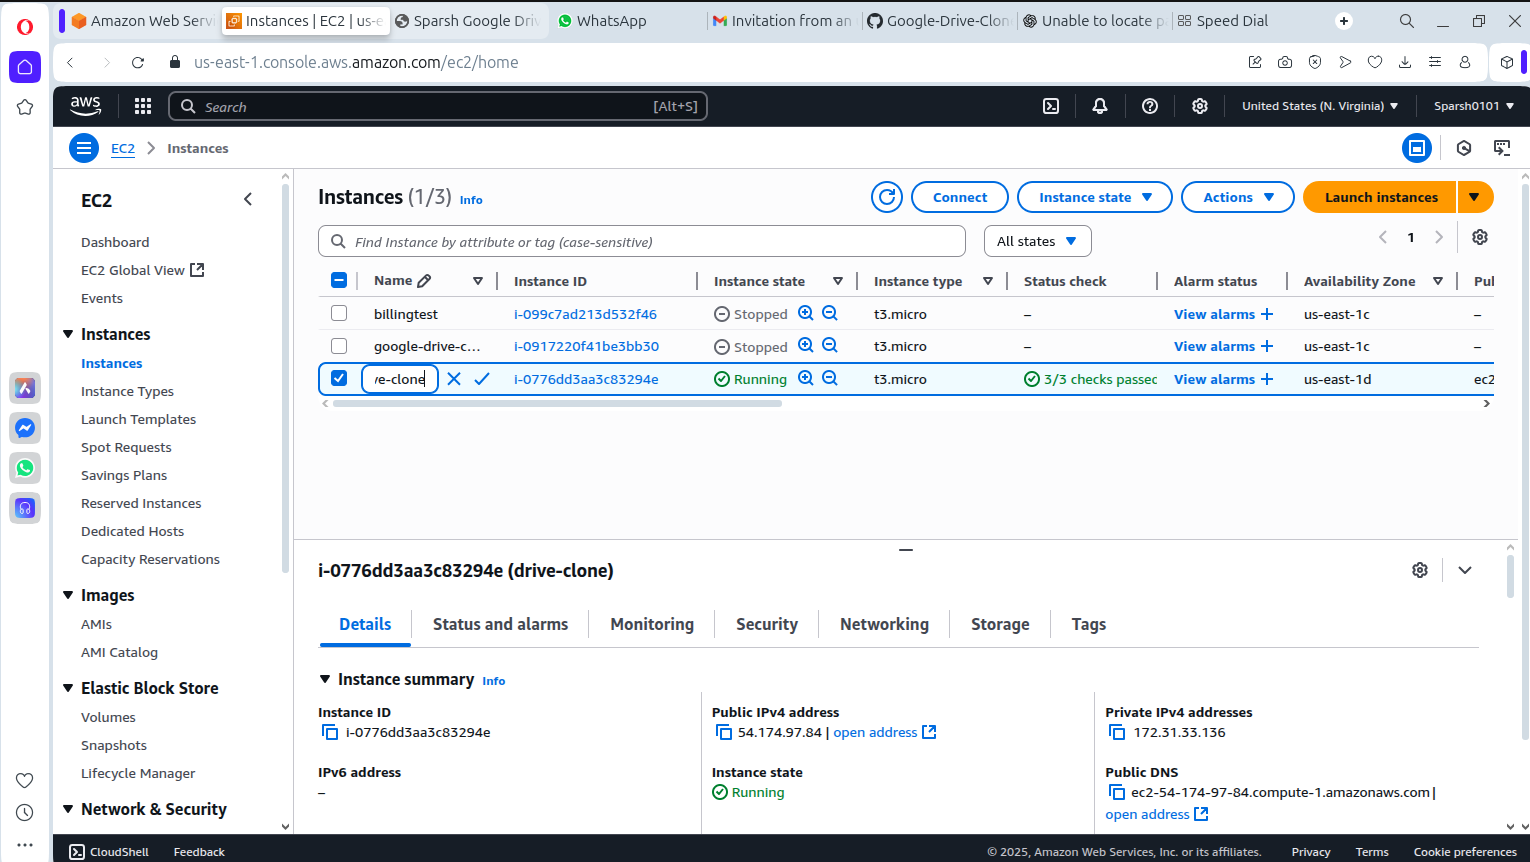 Amazon Web Servi
Instances | EC2 | us-e
Sparsh Google Driv
WhatsApp
Invitation from an
Google-Drive-Clon
Unable to locate p
Speed Dial
us-east-1.console.aws.amazon.com/ec2/home
aws
Search
[Alt+S]
United States (N. Virginia)
Sparsh0101
EC2
Instances
EC2
Dashboard
EC2 Global View
Events
Instances
Instances
Instance Types
Launch Templates
Spot Requests
Savings Plans
Reserved Instances
Dedicated Hosts
Capacity Reservations
Images
AMIs
AMI Catalog
Elastic Block Store
Volumes
Snapshots
Lifecycle Manager
Network & Security
Instances (1/3) Info
Connect
Instance state
Actions
Launch instances
Find Instance by attribute or tag (case-sensitive)
All states
1
Name Instance ID Instance state Instance type Status check Alarm status Availability Zone Pul
billingtest i-099c7ad213d532f46 Stopped t3.micro – View alarms + us-east-1c –
google-drive-c... i-0917220f41be3bb30 Stopped t3.micro – View alarms + us-east-1c –
ve-clone i-0776dd3aa3c83294e Running t3.micro 3/3 checks passed View alarms + us-east-1d ec2
i-0776dd3aa3c83294e (drive-clone)
Details
Status and alarms
Monitoring
Security
Networking
Storage
Tags
Instance summary Info
Instance ID
i-0776dd3aa3c83294e
IPv6 address
–
Public IPv4 address
54.174.97.84 | open address
Instance state
Running
Private IPv4 addresses
172.31.33.136
Public DNS
ec2-54-174-97-84.compute-1.amazonaws.com |
open address
CloudShell
Feedback
© 2025, Amazon Web Services, Inc. or its affiliates.
Privacy
Terms
Cookie preferences